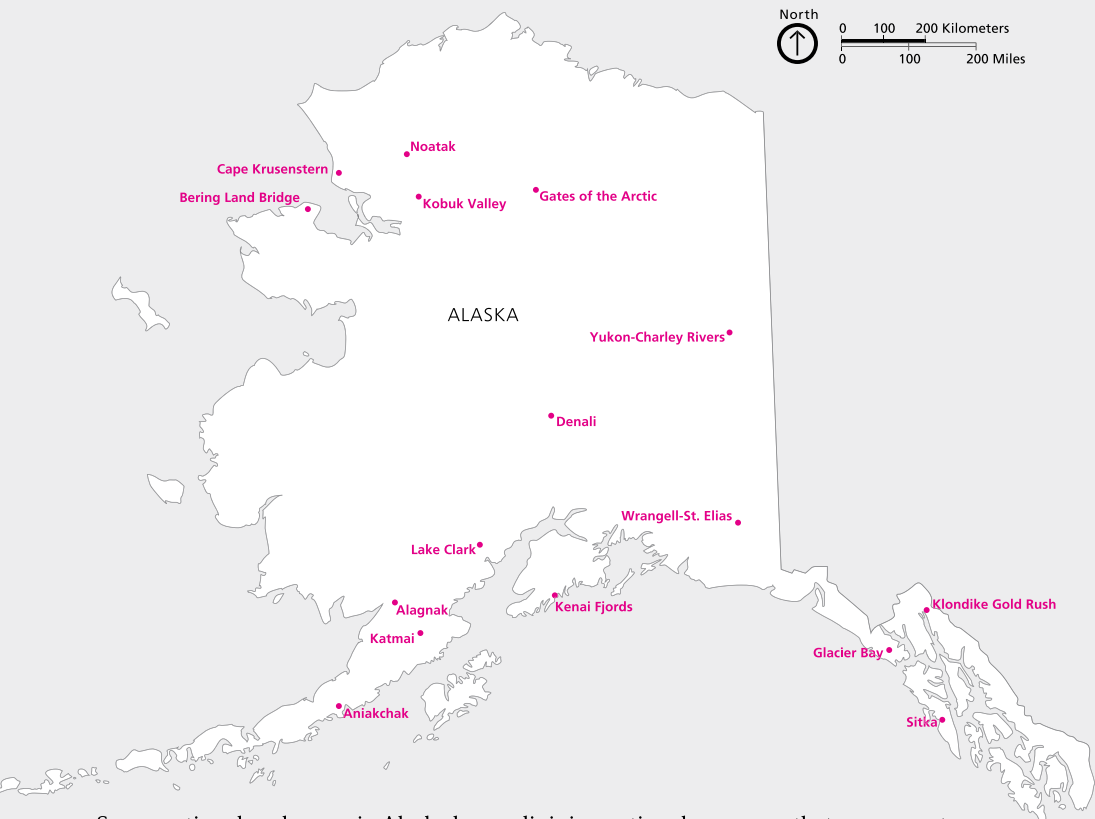 North
0 100 200 Kilometers
0 100 200 Miles
Noatak
Cape Krusenstern
Bering Land Bridge
Kobuk Valley
Gates of the Arctic
ALASKA
Yukon-Charley Rivers
Denali
Wrangell-St. Elias
Lake Clark
Alagnak
Kenai Fjords
Klondike Gold Rush
Katmai
Glacier Bay
Aniakchak
Sitka